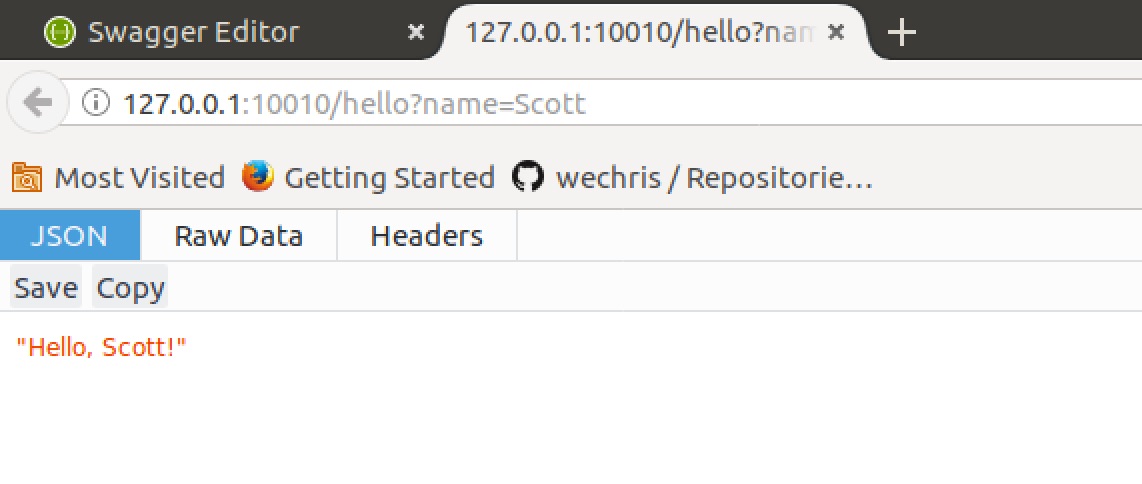 Swagger Editor
127.0.0.1:10010/hello?nam
127.0.0.1:10010/hello?name=Scott
Most Visited Getting Started wechris / Repositorie...
JSON Raw Data Headers
Save Copy
"Hello, Scott!"